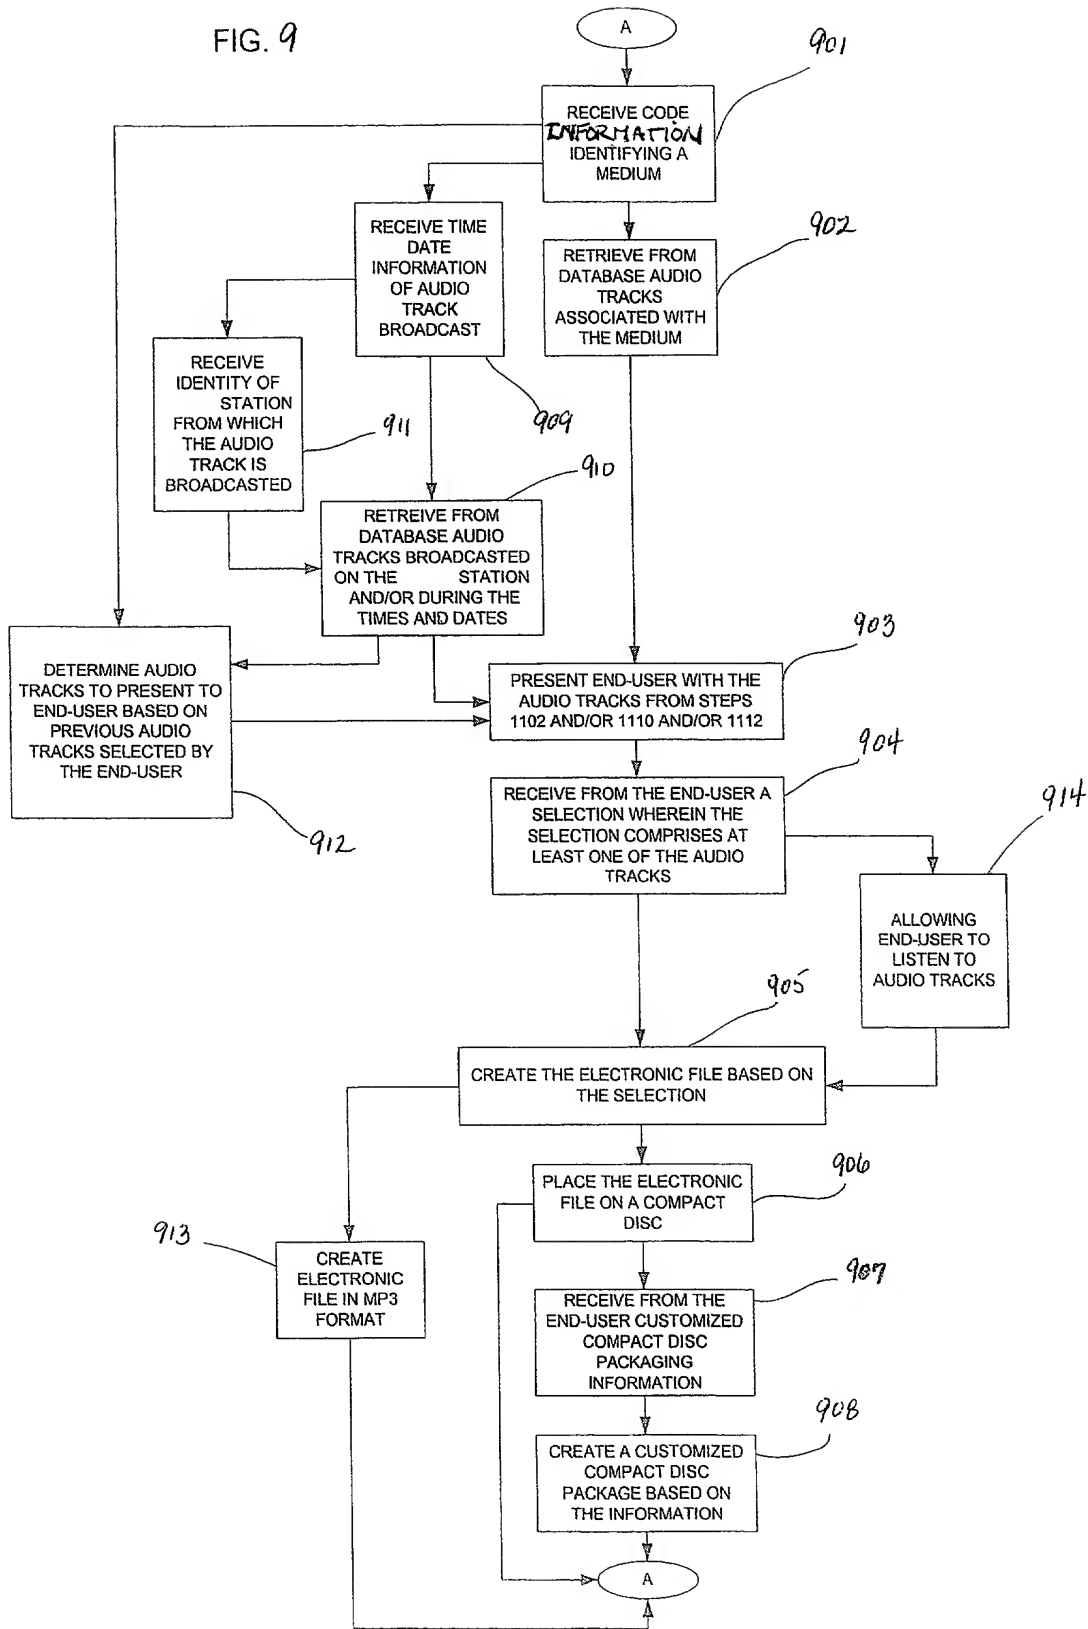 FIG. 9
A
901
RECEIVE CODE
INFORMATION
IDENTIFYING A
MEDIUM
902
RECEIVE TIME
DATE
INFORMATION
OF AUDIO
TRACK
BROADCAST
909
RETRIEVE FROM
DATABASE AUDIO
TRACKS
ASSOCIATED WITH
THE MEDIUM
RECEIVE
IDENTITY OF
STATION
FROM WHICH
THE AUDIO
TRACK IS
BROADCASTED
911
910
RETREIVE FROM
DATABASE AUDIO
TRACKS BROADCASTED
ON THE STATION
AND/OR DURING THE
TIMES AND DATES
903
DETERMINE AUDIO
TRACKS TO PRESENT TO
END-USER BASED ON
PREVIOUS AUDIO
TRACKS SELECTED BY
THE END-USER
912
PRESENT END-USER WITH THE
AUDIO TRACKS FROM STEPS
1102 AND/OR 1110 AND/OR 1112
904
RECEIVE FROM THE END-USER A
SELECTION WHEREIN THE
SELECTION COMPRISES AT
LEAST ONE OF THE AUDIO
TRACKS
914
ALLOWING
END-USER TO
LISTEN TO
AUDIO TRACKS
905
CREATE THE ELECTRONIC FILE BASED ON
THE SELECTION
906
PLACE THE ELECTRONIC
FILE ON A COMPACT
DISC
913
CREATE
ELECTRONIC
FILE IN MP3
FORMAT
907
RECEIVE FROM THE
END-USER CUSTOMIZED
COMPACT DISC
PACKAGING
INFORMATION
908
CREATE A CUSTOMIZED
COMPACT DISC
PACKAGE BASED ON
THE INFORMATION
A